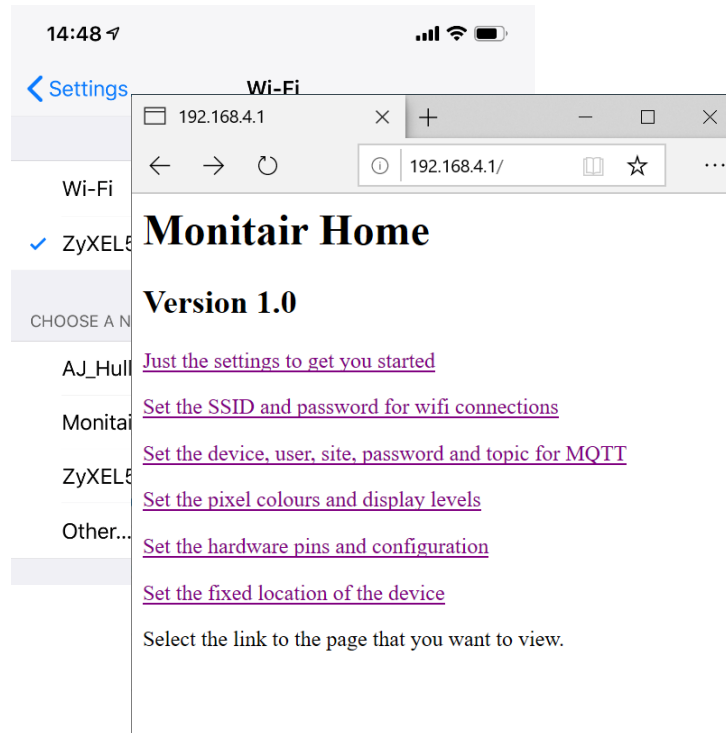 14:48
Settings
Wi-Fi
Wi-Fi
CHOOSE A N
AJ_Hull
Monitai
Other...
192.168.4.1
192.168.4.1/
Monitair Home
Version 1.0
Just the settings to get you started
Set the SSID and password for wifi connections
Set the device, user, site, password and topic for MQTT
Set the pixel colours and display levels
Set the hardware pins and configuration
Set the fixed location of the device
Select the link to the page that you want to view.